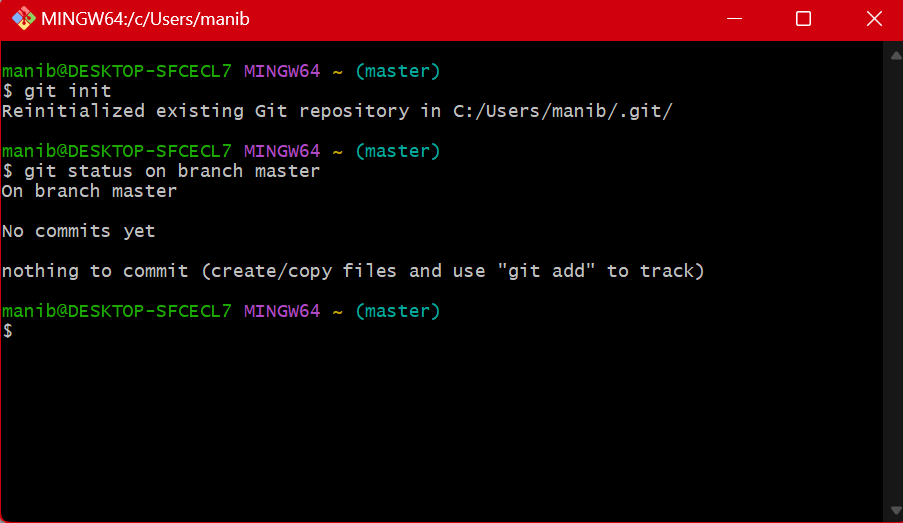 MINGW64:/c/Users/manib
manib@DESKTOP-SFCECL7 MINGW64 ~ (master)
$ git init
Reinitialized existing Git repository in C:/Users/manib/.git/
manib@DESKTOP-SFCECL7 MINGW64 ~ (master)
$ git status on branch master
On branch master
No commits yet
nothing to commit (create/copy files and use "git add" to track)
manib@DESKTOP-SFCECL7 MINGW64 ~ (master)
$